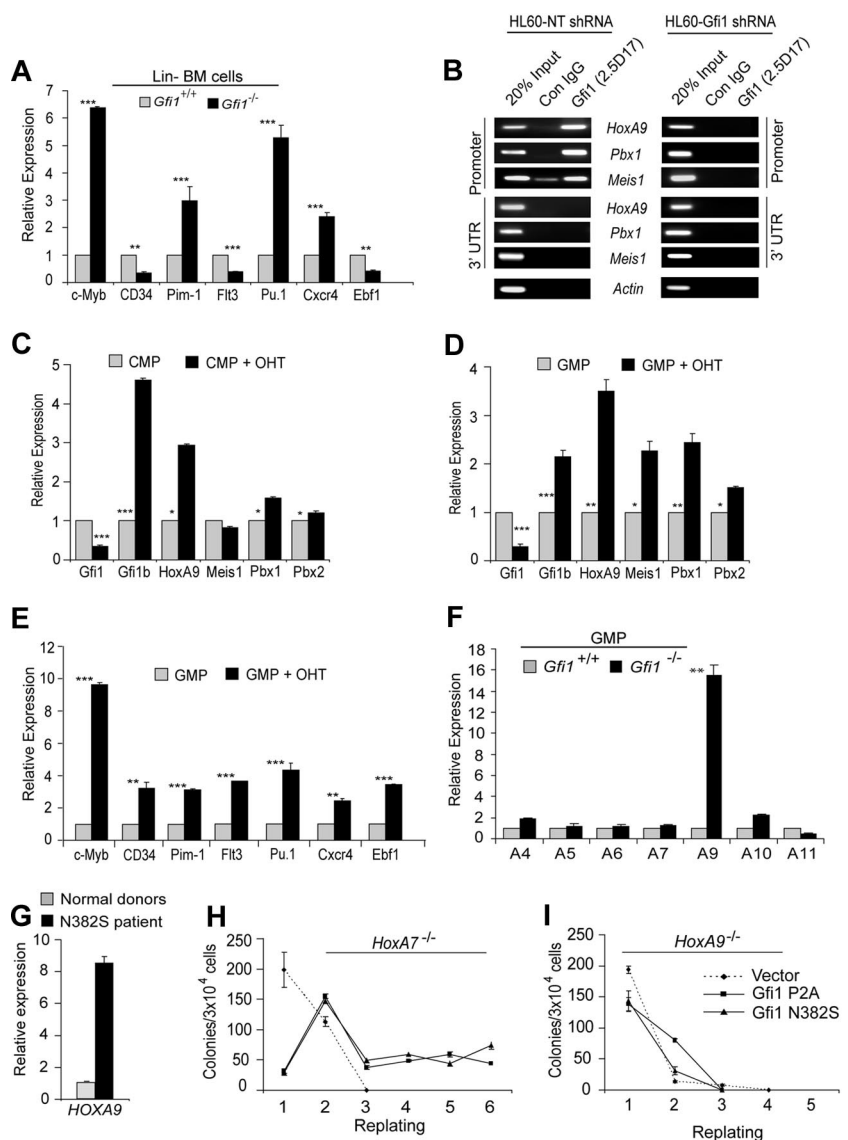 A
Lin- BM cells
Gfi1+/+ Gfi1-/-
Relative Expression
7
6
5
4
3
2
1
0
*** ** *** *** *** *** **
c-Myb CD34 Pim-1 Flt3 Pu.1 Cxcr4 Ebf1
B
HL60-NT shRNA HL60-Gfi1 shRNA
20% Input Con IgG Gfi1 (2.5D17) 20% Input Con IgG Gfi1 (2.5D17)
Promoter
HoxA9
Pbx1
Meis1
Promoter
3' UTR
HoxA9
Pbx1
Meis1
3' UTR
Actin
C
CMP CMP + OHT
Relative Expression
5
4
3
2
1
0
*** *** * * *
Gfi1 Gfi1b HoxA9 Meis1 Pbx1 Pbx2
D
GMP GMP + OHT
Relative Expression
4
3
2
1
0
*** *** ** * ** *
Gfi1 Gfi1b HoxA9 Meis1 Pbx1 Pbx2
E
GMP GMP + OHT
Relative Expression
12
10
8
6
4
2
0
*** ** *** *** *** ** ***
c-Myb CD34 Pim-1 Flt3 Pu.1 Cxcr4 Ebf1
F
GMP
Gfi1 +/+ Gfi1 -/-
Relative Expression
18
16
14
12
10
8
6
4
2
0
**
A4 A5 A6 A7 A9 A10 A11
G
Normal donors
N382S patient
Relative expression
10
8
6
4
2
0
HOXA9
H
HoxA7 -/-
Colonies/3x10^4 cells
250
200
150
100
50
0
1 2 3 4 5 6
Replating
I
HoxA9-/-
Colonies/3x10^4 cells
250
200
150
100
50
0
Vector
Gfi1 P2A
Gfi1 N382S
1 2 3 4 5
Replating